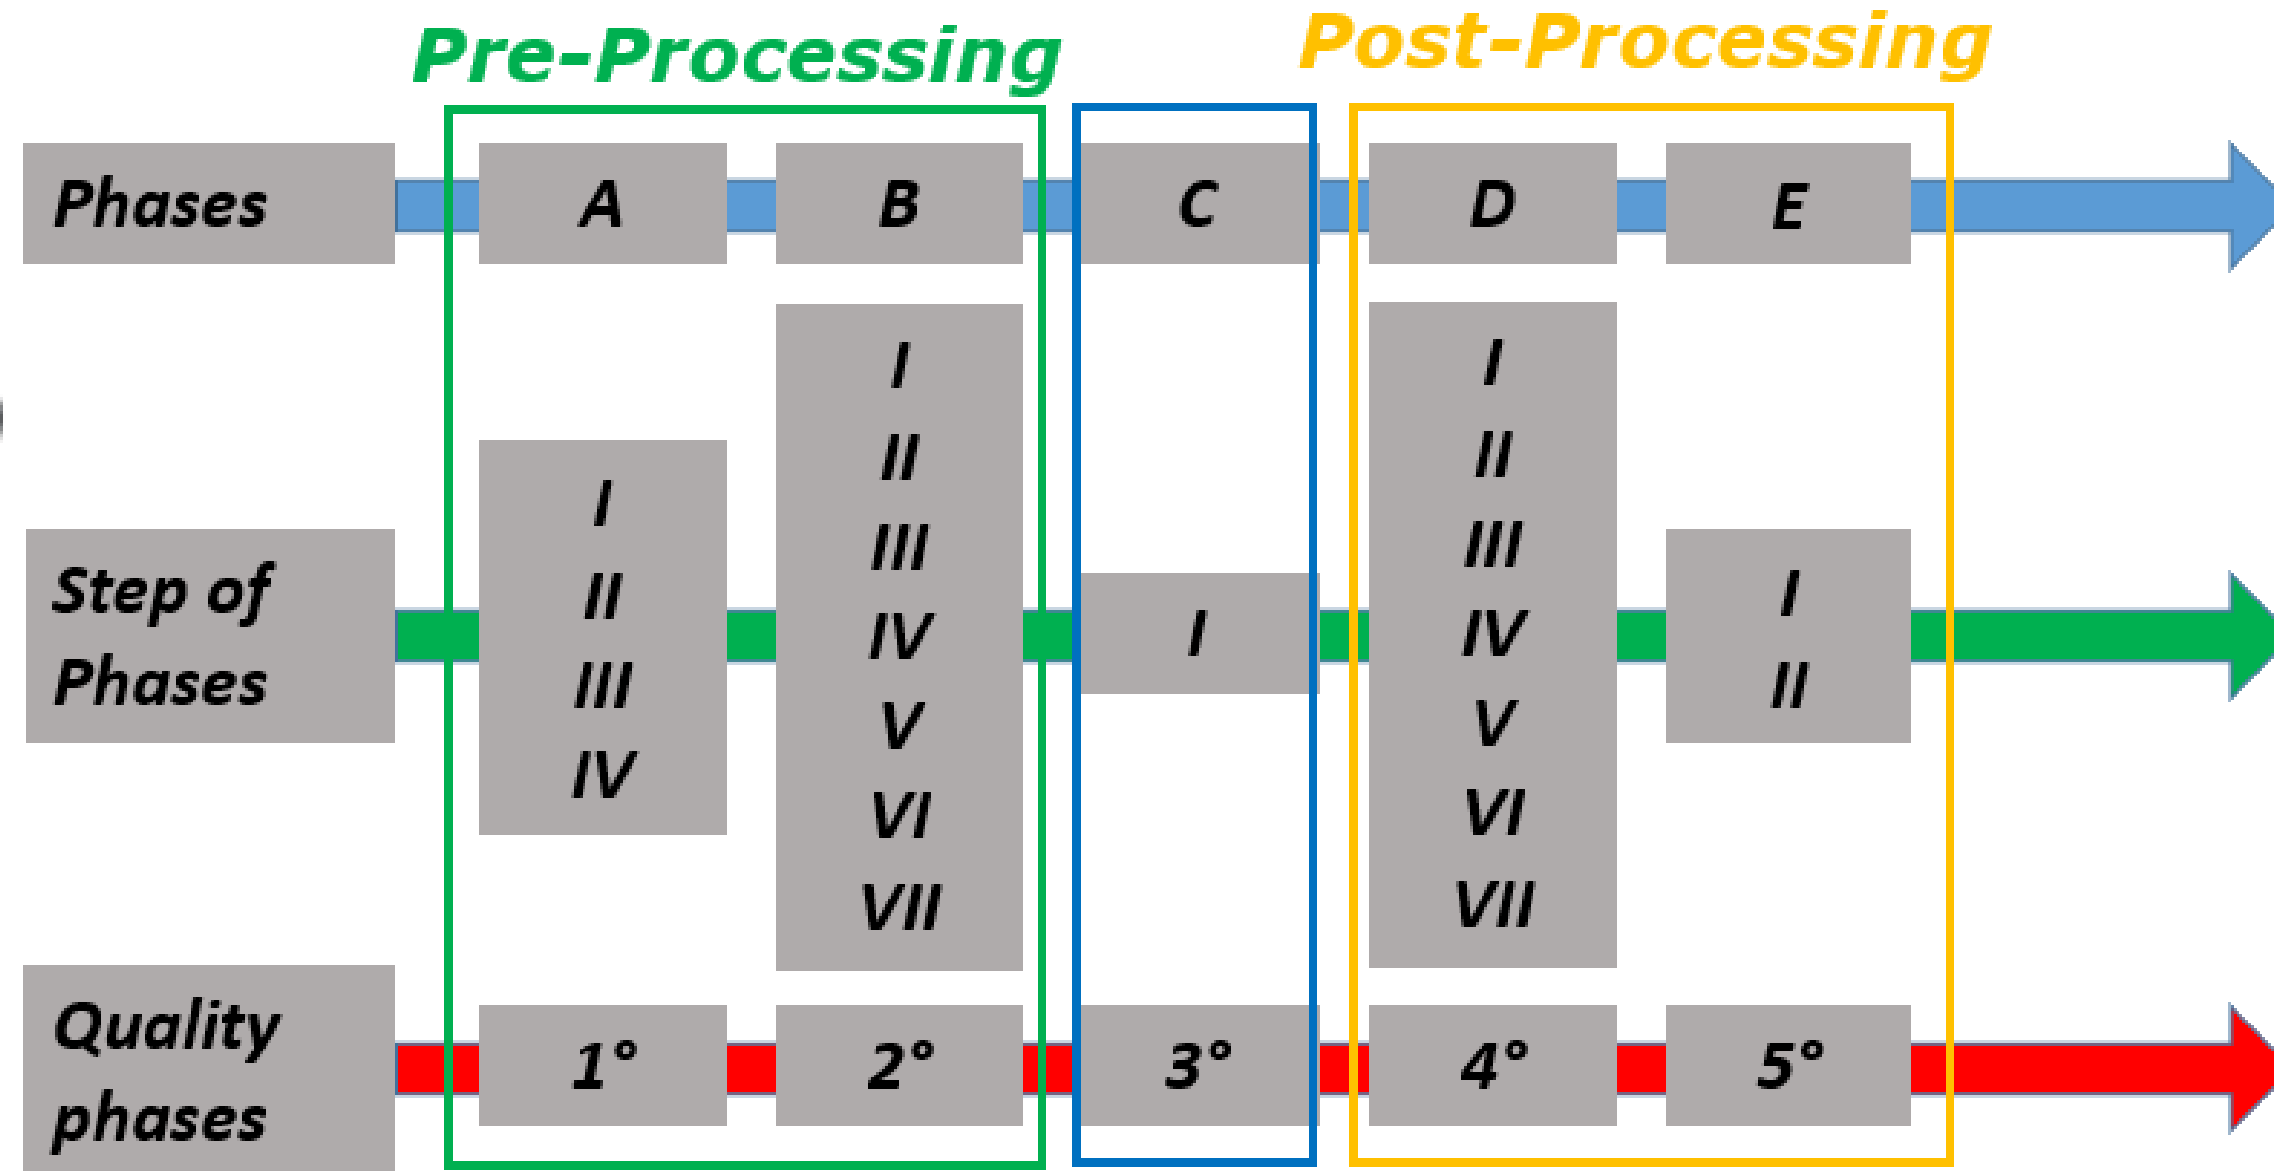 Pre-Processing
Post-Processing
Phases
A
B
C
D
E
Step of
Phases
I
II
III
IV
I
II
III
IV
V
VI
VII
I
I
II
III
IV
V
VI
VII
I
II
Quality
phases
1°
2°
3°
4°
5°